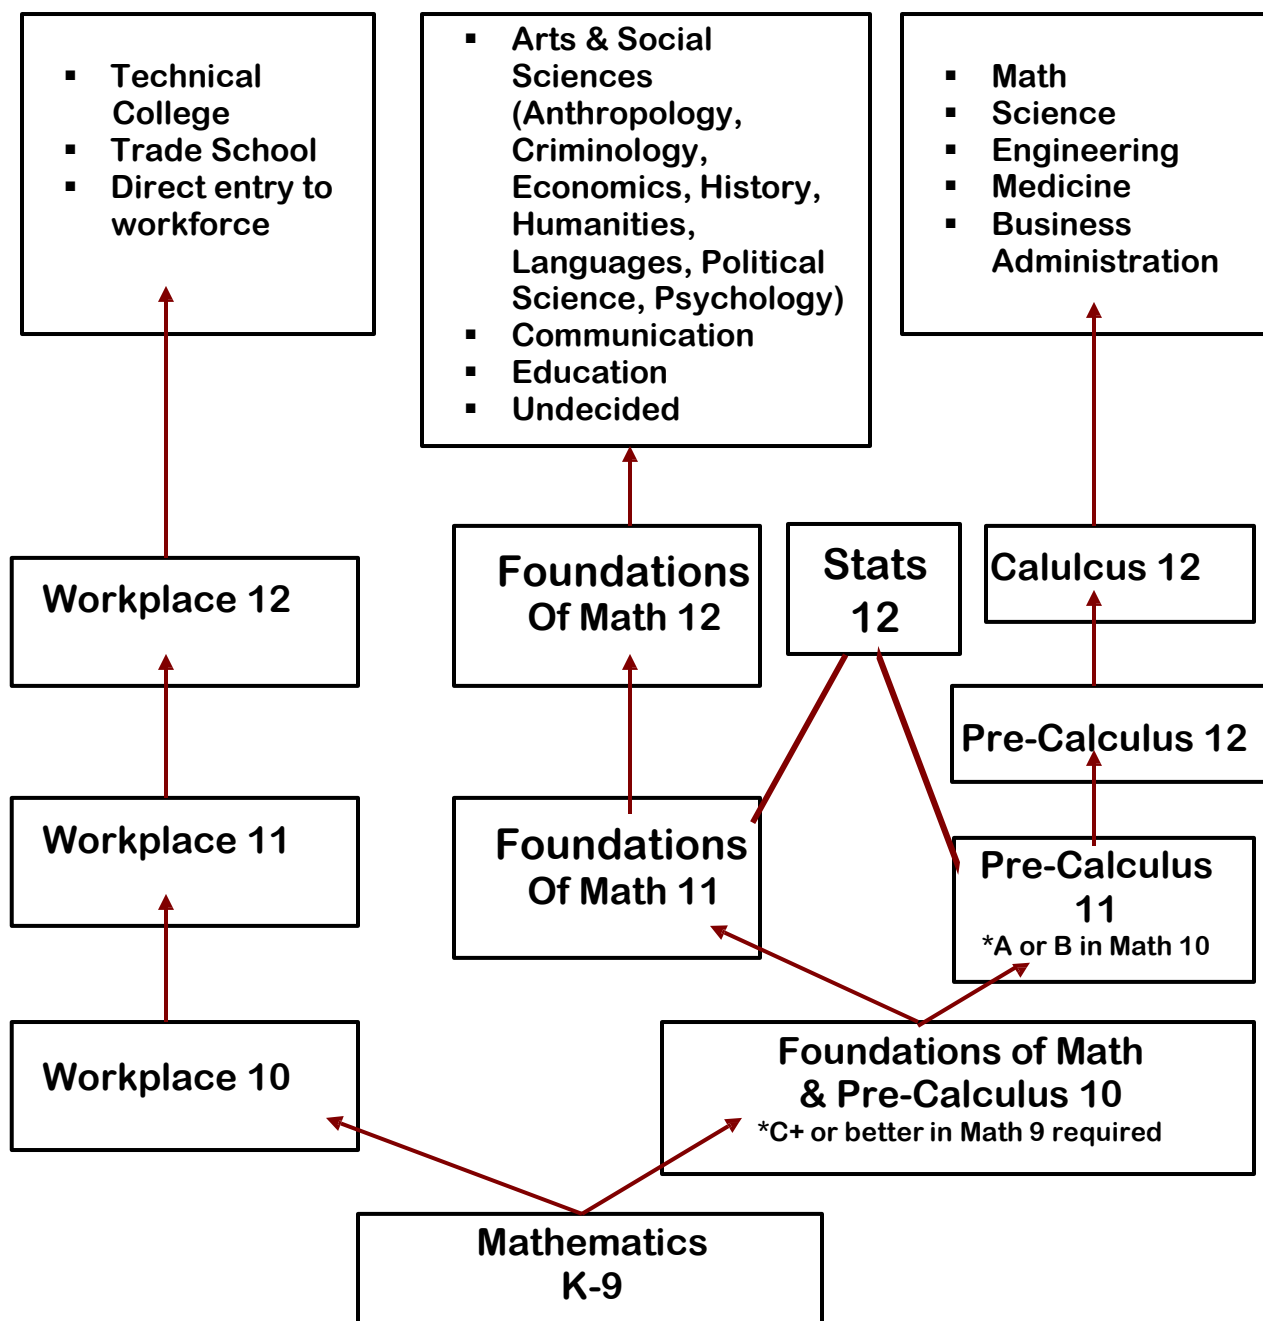 ▪ Technical
College
▪ Trade School
▪ Direct entry to
workforce
▪ Arts & Social
Sciences
(Anthropology,
Criminology,
Economics, History,
Humanities,
Languages, Political
Science, Psychology)
▪ Communication
▪ Education
▪ Undecided
▪ Math
▪ Science
▪ Engineering
▪ Medicine
▪ Business
Administration
Workplace 12
Foundations
Of Math 12
Stats
12
Calulcus 12
Pre-Calculus 12
Workplace 11
Foundations
Of Math 11
Pre-Calculus
11
*A or B in Math 10
Workplace 10
Foundations of Math
& Pre-Calculus 10
*C+ or better in Math 9 required
Mathematics
K-9